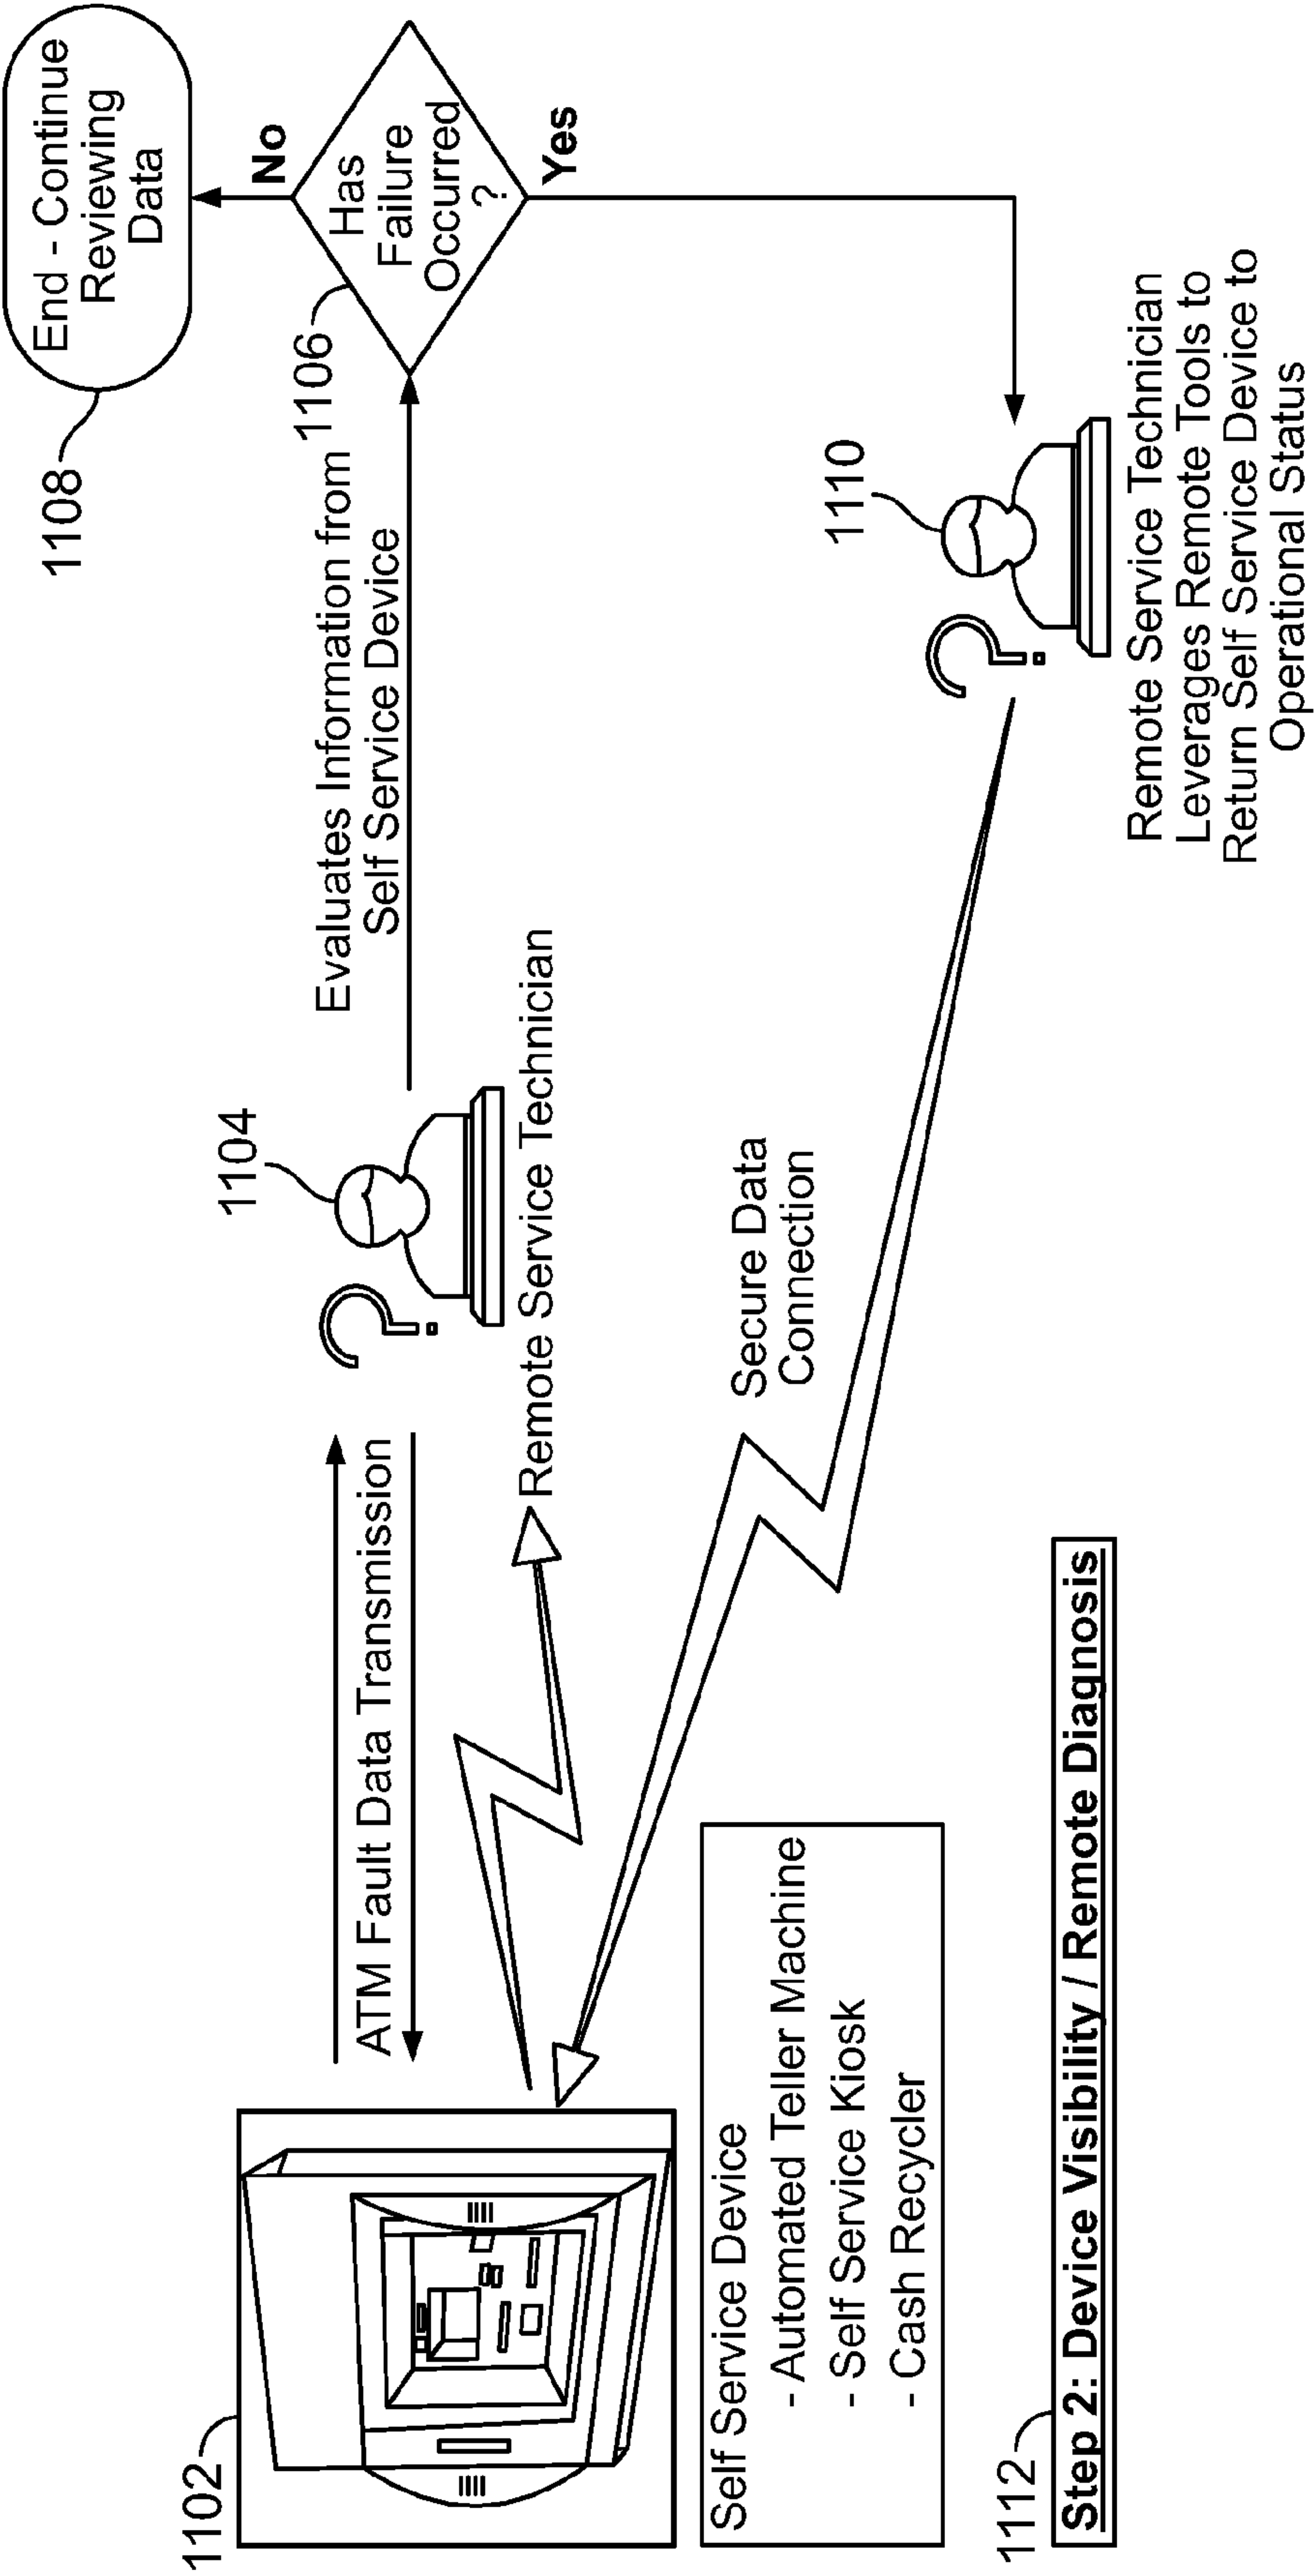 1102
Self Service Device
- Automated Teller Machine
- Self Service Kiosk
- Cash Recycler
ATM Fault Data Transmission
1104
Remote Service Technician
Evaluates Information from
Self Service Device
1106
Has
Failure
Occurred
?
No
1108
End - Continue
Reviewing
Data
Yes
1110
Remote Service Technician
Leverages Remote Tools to
Return Self Service Device to
Operational Status
Secure Data
Connection
1112
Step 2: Device Visibility / Remote Diagnosis